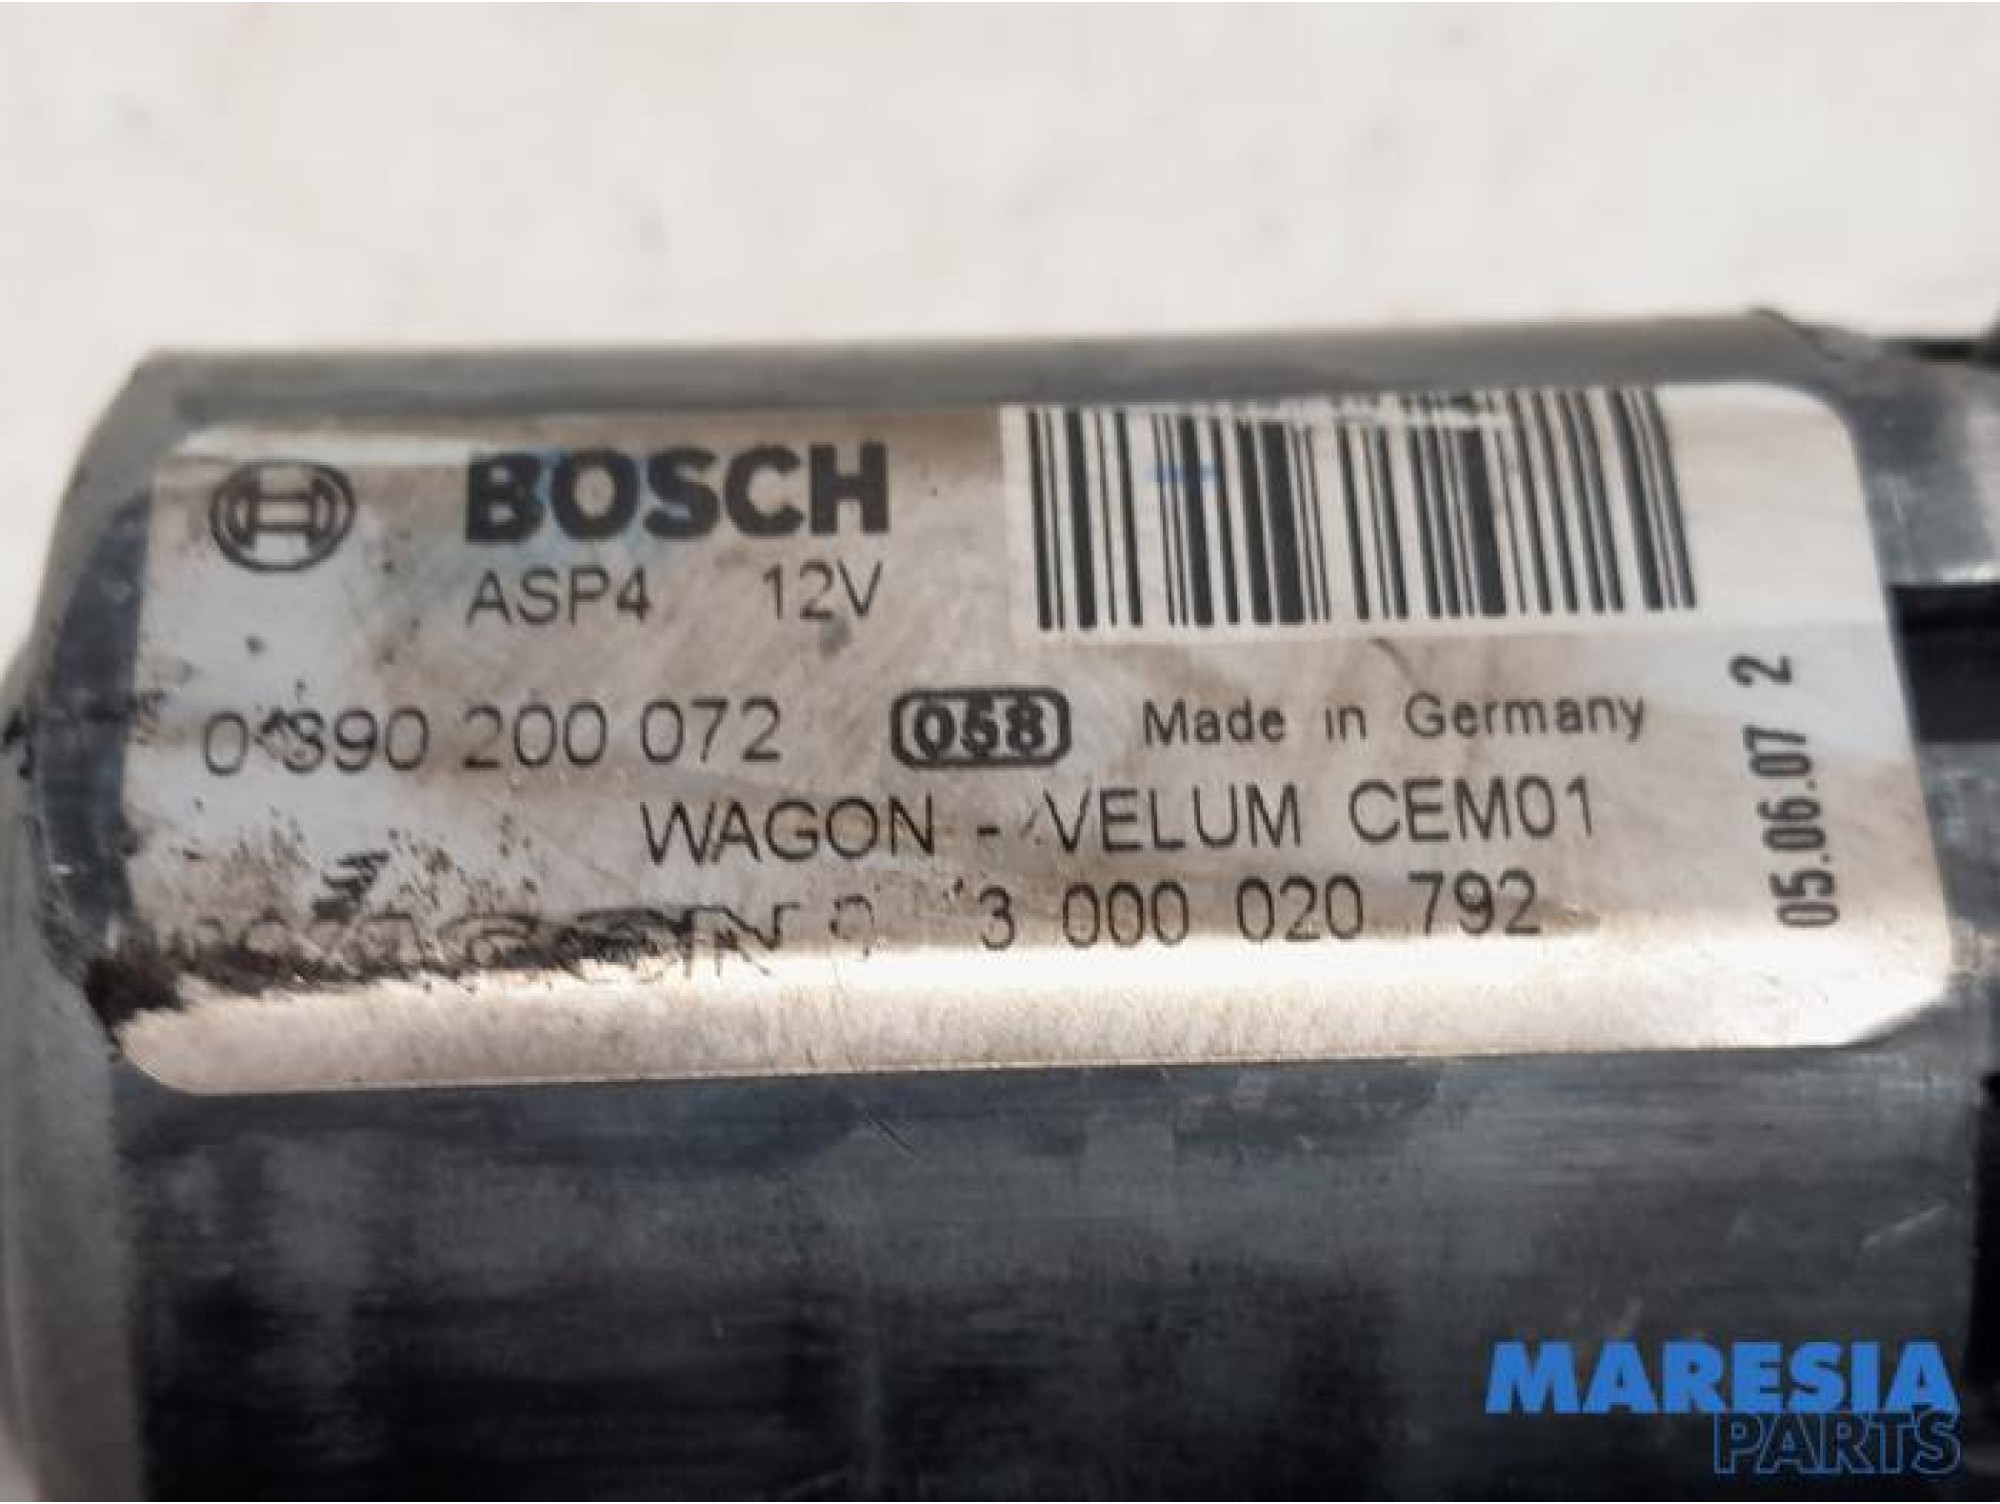 BOSCH
ASP4 12V
0 390 200 072 058 Made in Germany
WAGON - VELUM CEM01
3 000 020 792
05.06.07 2
MARESIA
PARTS